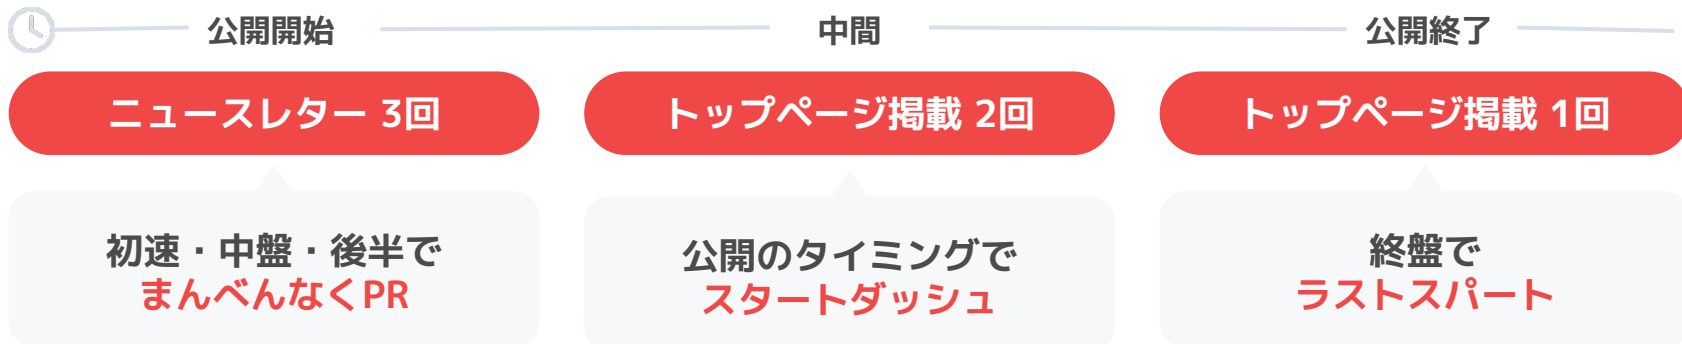 公開開始
中間
公開終了
ニュースレター 3回
トップページ掲載 2回
トップページ掲載 1回
初速・中盤・後半で
まんべんなくPR
公開のタイミングで
スタートダッシュ
終盤で
ラストスパート